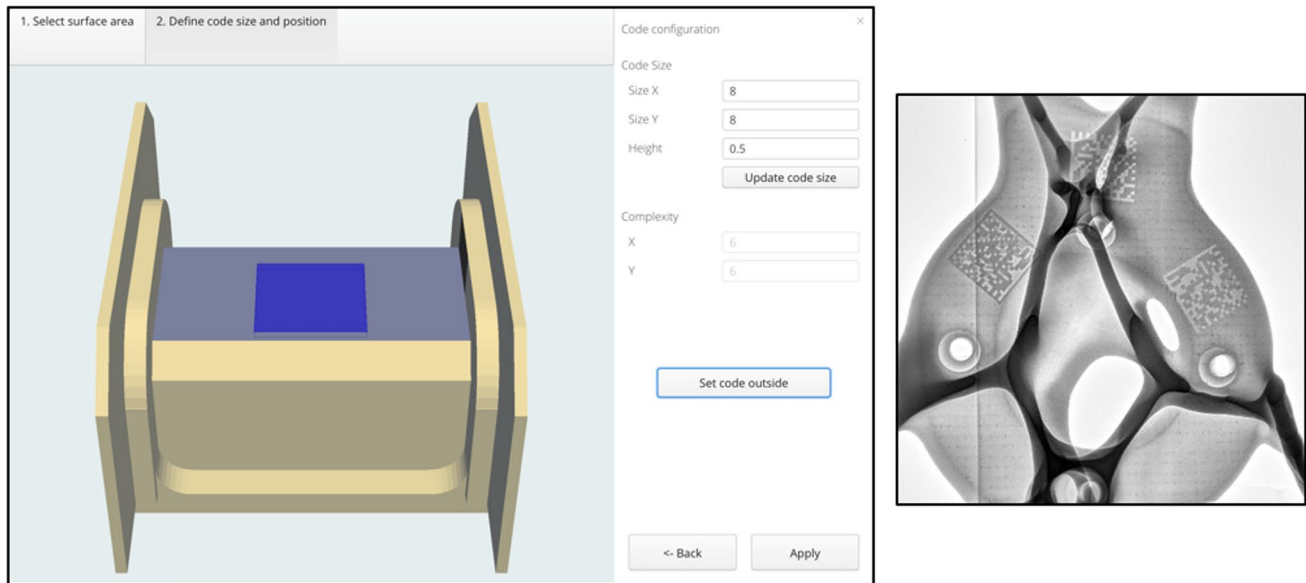 1. Select surface area
2. Define code size and position
×
Code configuration
Code Size
Size X 8
Size Y 8
Height 0.5
Update code size
Complexity
X 6
Y 6
Set code outside
<- Back Apply